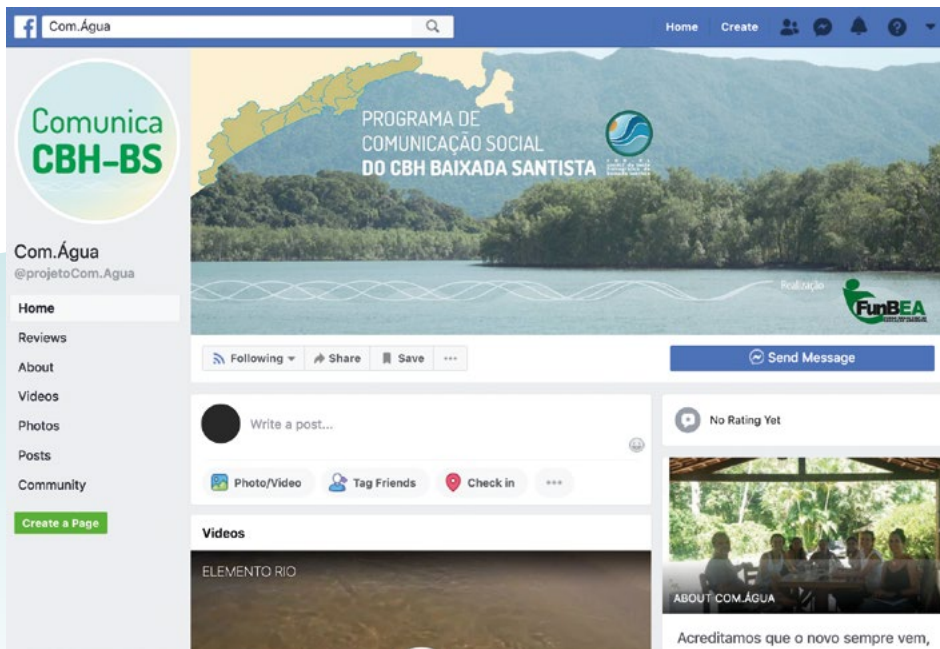 Com.Água
Home
Create
Comunica
CBH-BS
PROGRAMA DE
COMUNICAÇÃO SOCIAL
DO CBH BAIXADA SANTISTA
Realização
FunBEA
Com.Água
@projetoCom.Agua
Home
Reviews
About
Videos
Photos
Posts
Community
Create a Page
Following
Share
Save
Send Message
Write a post...
Photo/Video
Tag Friends
Check in
No Rating Yet
Videos
ELEMENTO RIO
ABOUT COM.ÁGUA
Acreditamos que o novo sempre vem,